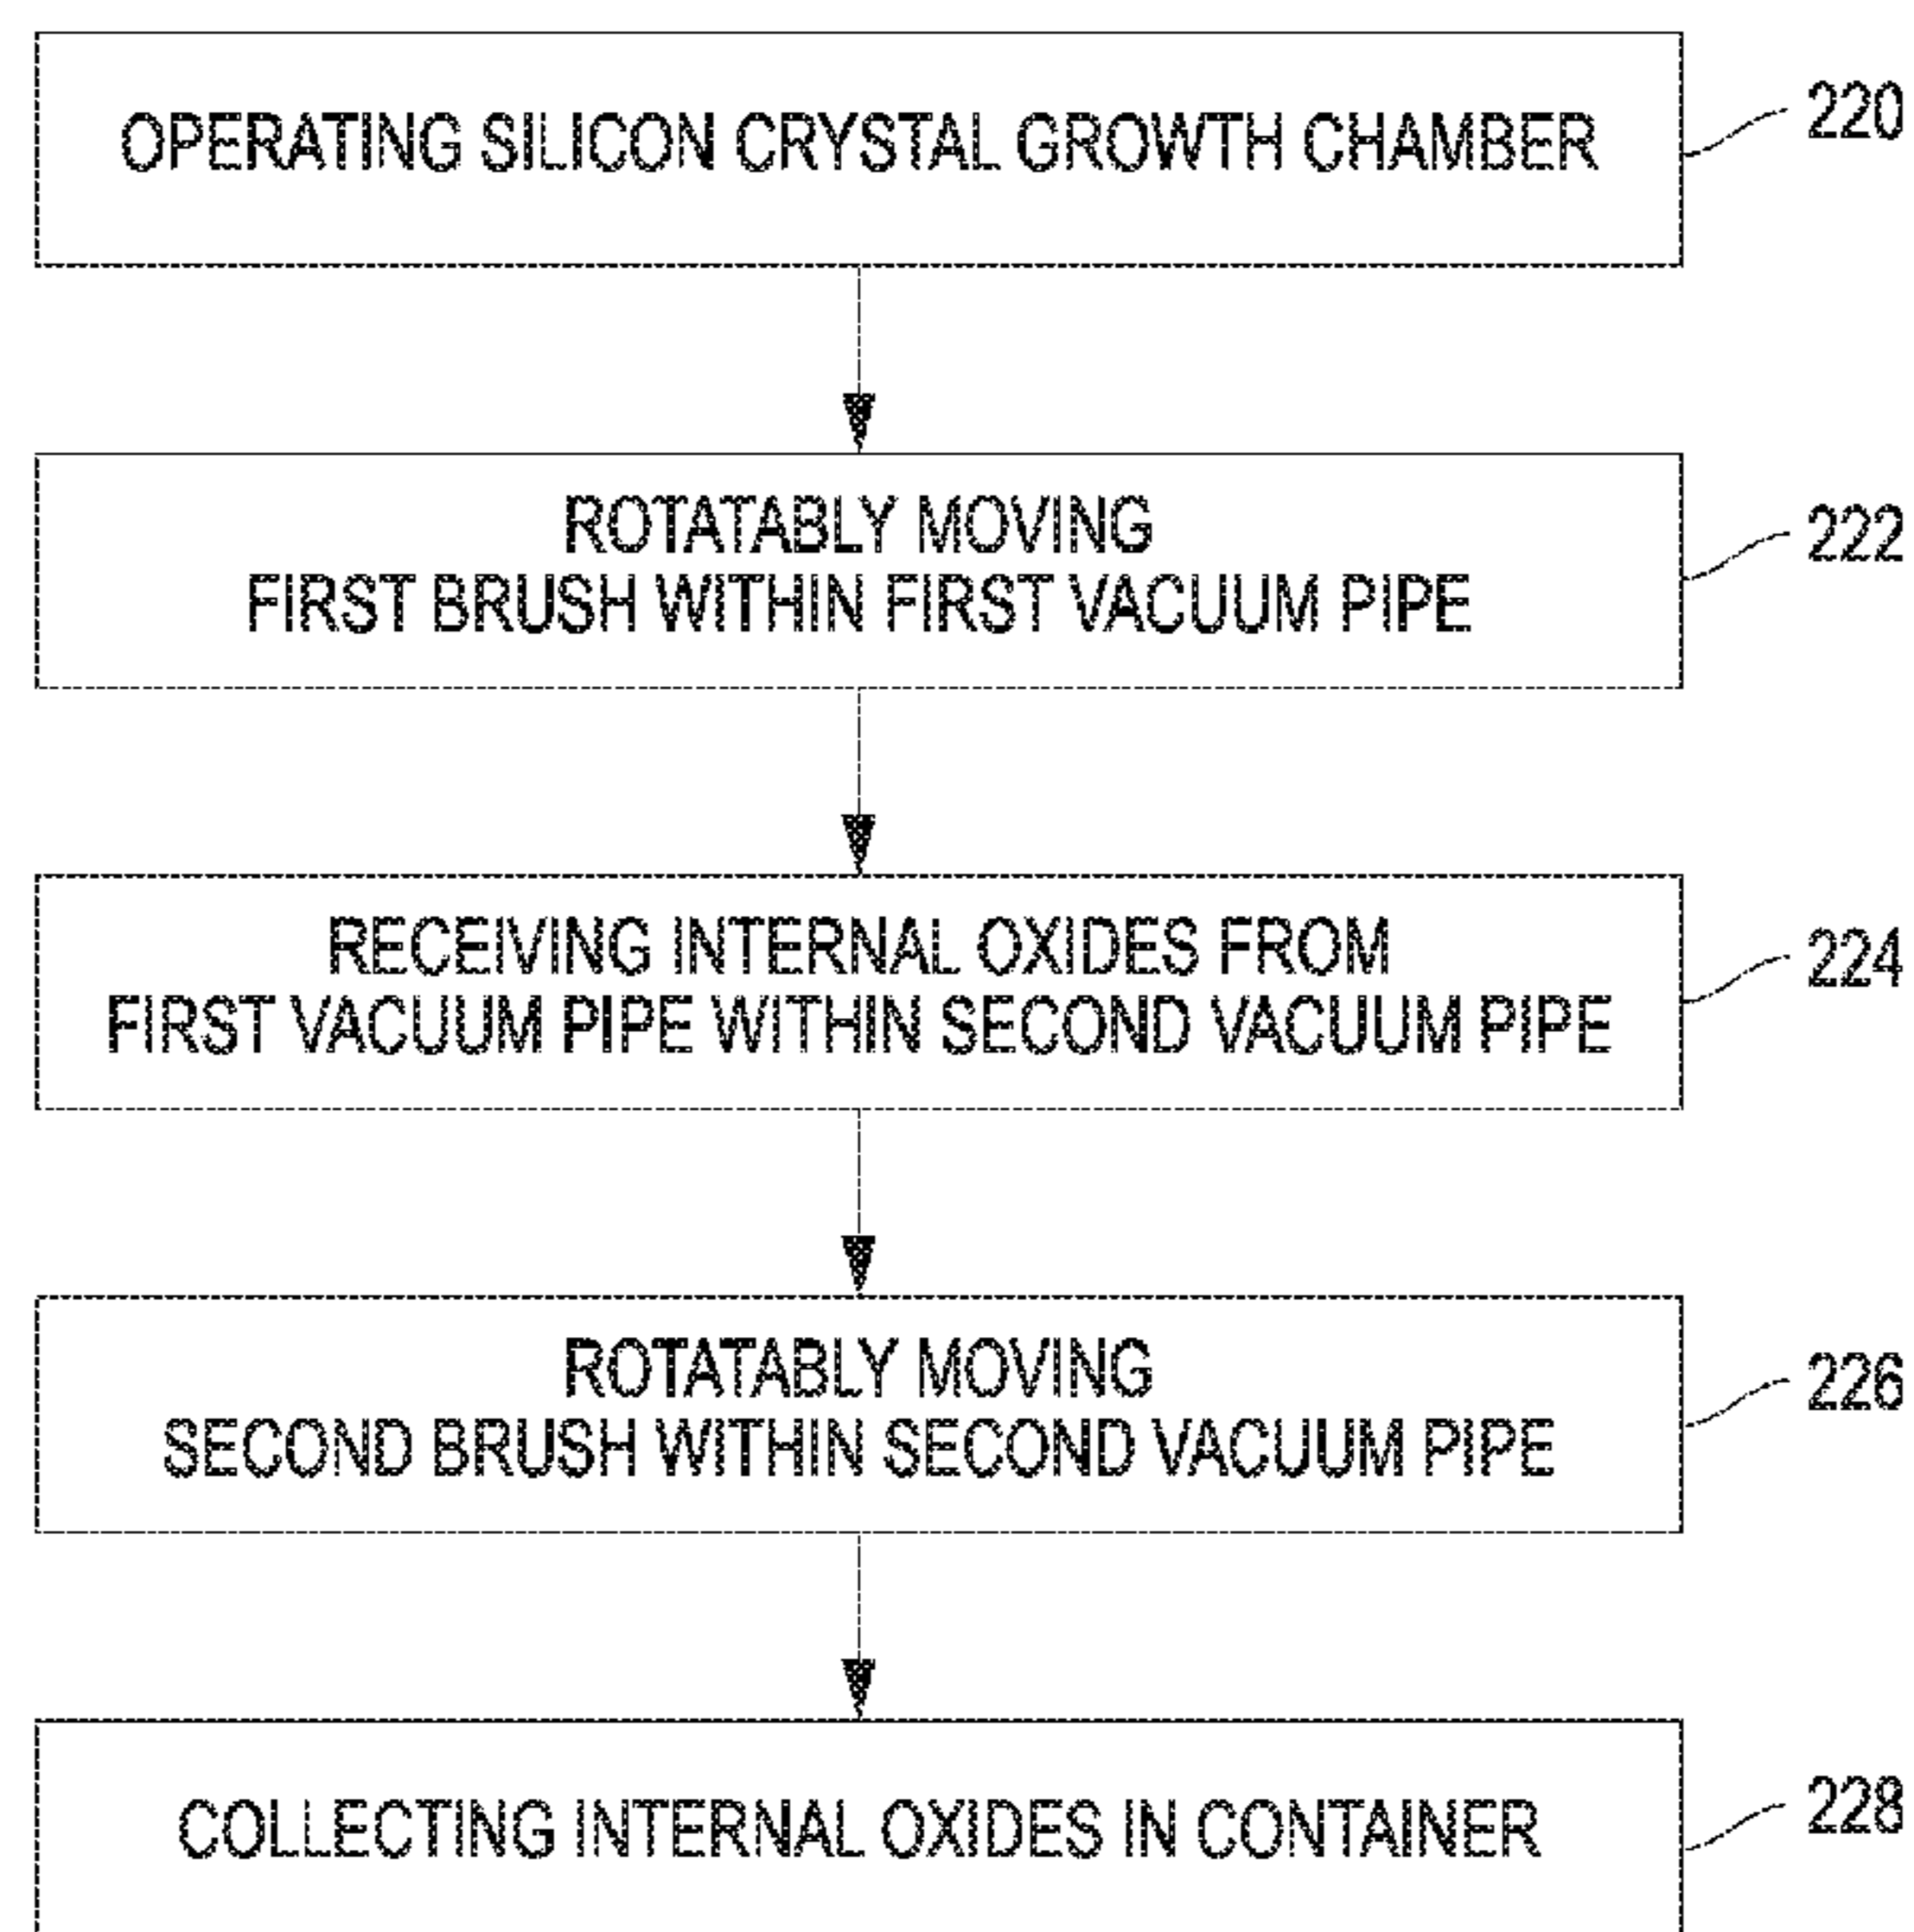 OPERATING SILICON CRYSTAL GROWTH CHAMBER
220
ROTATABLY MOVING
FIRST BRUSH WITHIN FIRST VACUUM PIPE
222
RECEIVING INTERNAL OXIDES FROM
FIRST VACUUM PIPE WITHIN SECOND VACUUM PIPE
224
ROTATABLY MOVING
SECOND BRUSH WITHIN SECOND VACUUM PIPE
226
COLLECTING INTERNAL OXIDES IN CONTAINER
228